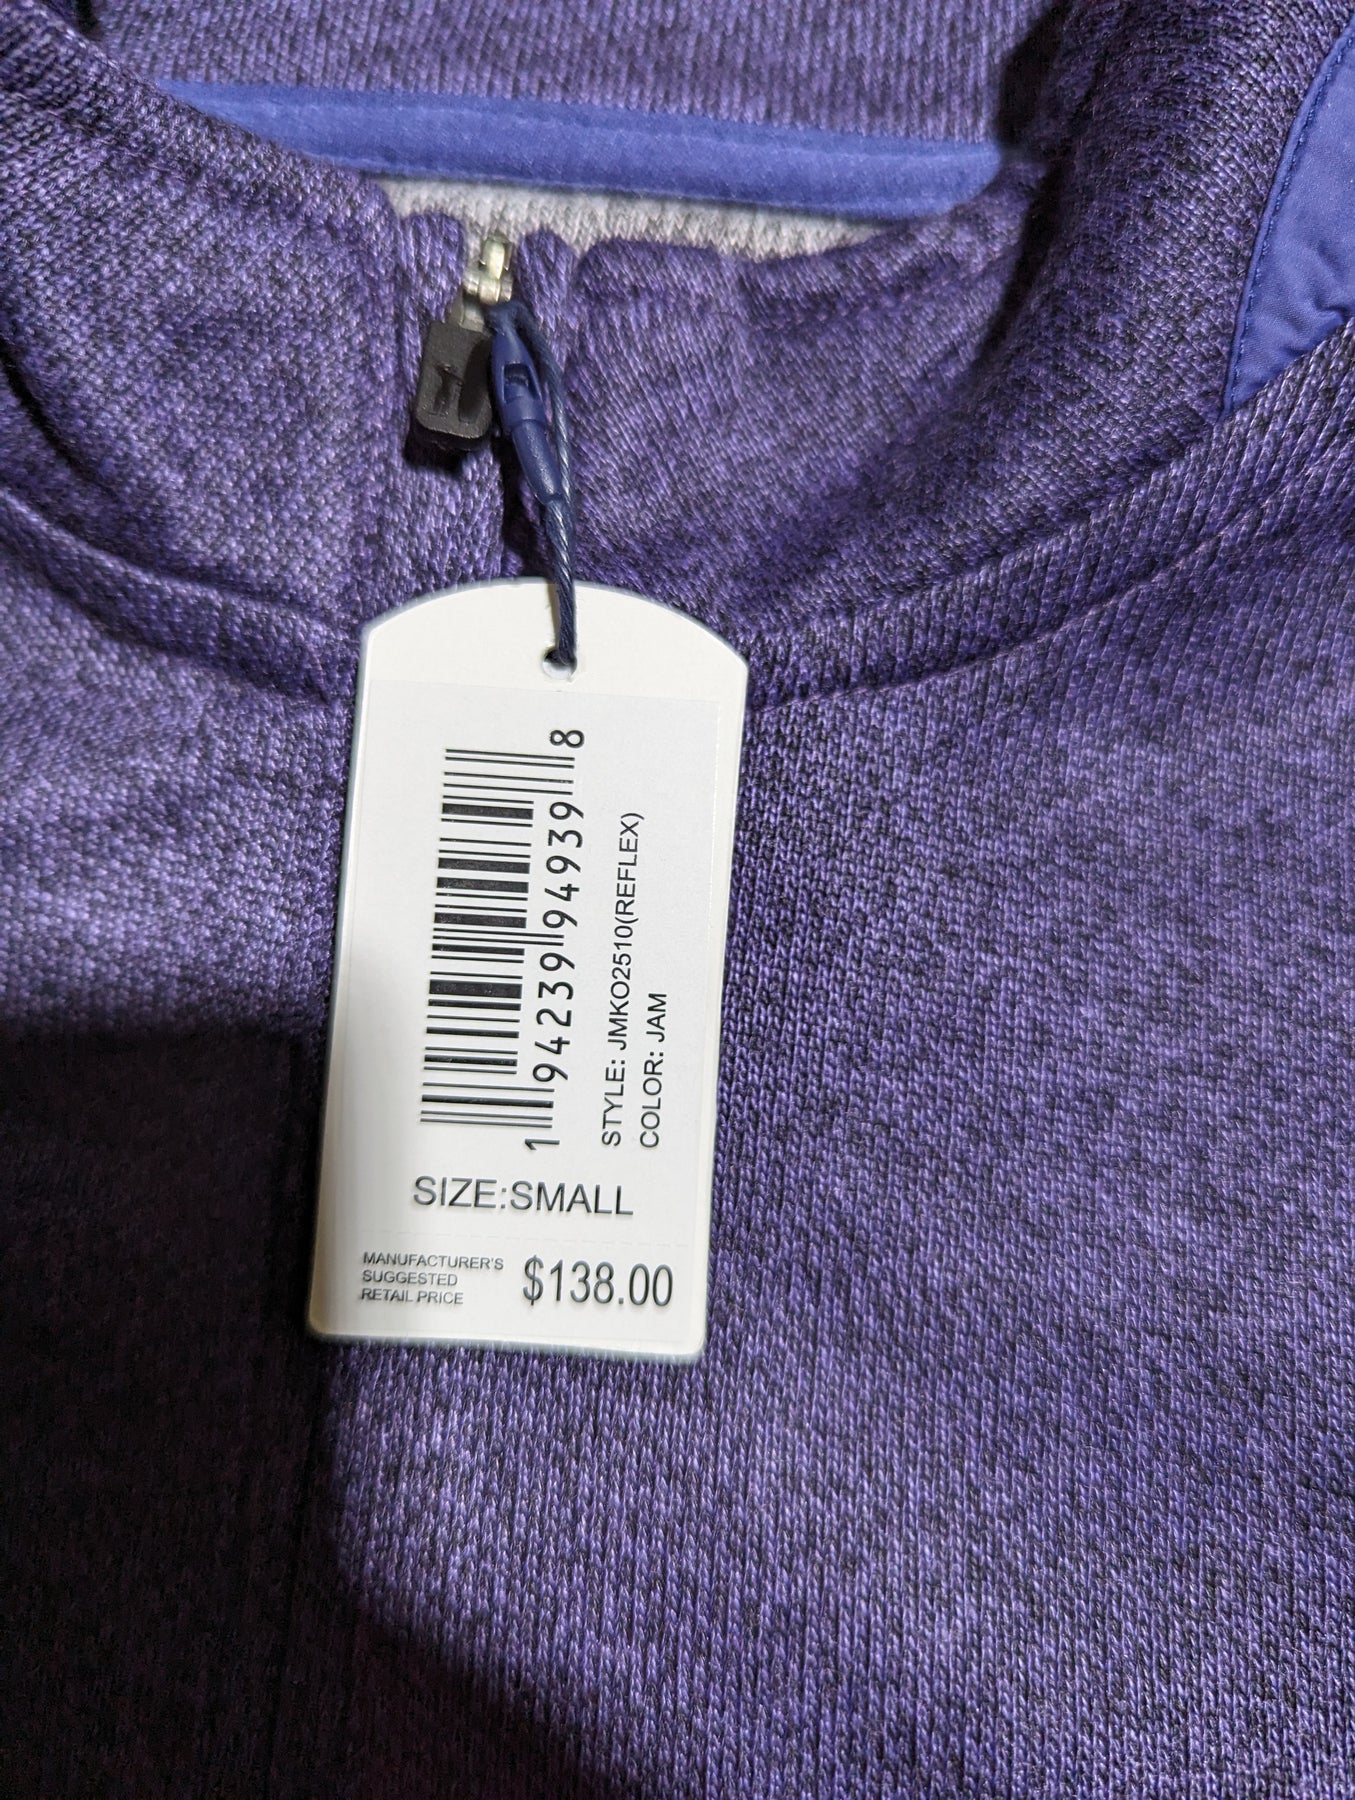 1 94239 94939 8
STYLE: JMKO2510(REFLEX)
COLOR: JAM
SIZE:SMALL
MANUFACTURER'S
SUGGESTED
RETAIL PRICE
$138.00